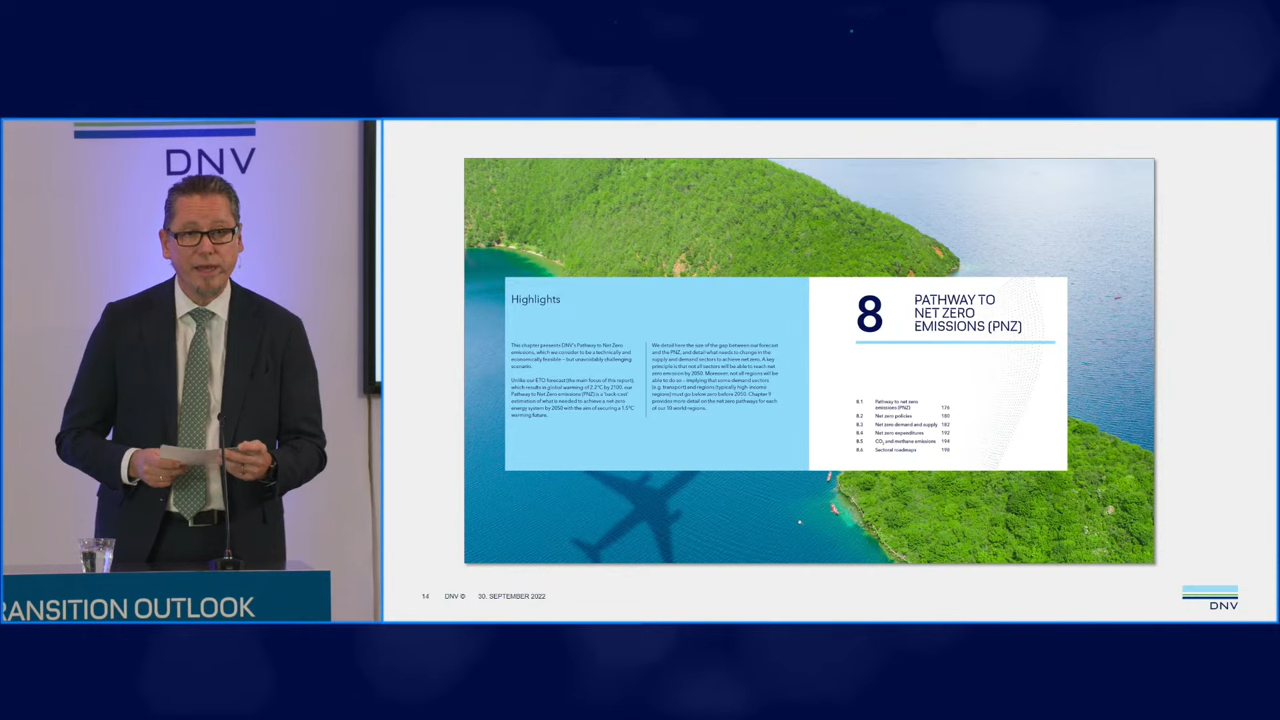 DNV
RANSITION OUTLOOK
Highlights
This chapter presents DNV's Pathway to Net Zero
emissions, which we consider to be a technically and
economically feasible – but unavoidably challenging
scenario.
Unlike our ETO forecast (the main focus of this report),
which results in global warming of 2.2°C by 2100, our
Pathway to Net Zero emissions (PNZ) is a 'back-cast'
estimation of what is needed to achieve a net zero
energy system by 2050 with the aim of securing a 1.5°C
warming future.
We detail here the size of the gap between our forecast
and the PNZ, and detail what needs to change in the
supply and demand sectors to achieve net zero. A key
principle is that not all sectors will be able to reach net
zero emission by 2050. Moreover, not all regions will be
able to do so – implying that some demand sectors
(e.g. transport) and regions (typically high-income
regions) must go below zero before 2050. Chapter 9
provides more detail on the net zero pathways for each
of our 10 world regions.
8
PATHWAY TO
NET ZERO
EMISSIONS (PNZ)
8.1 Pathway to net zero
emissions (PNZ) 176
8.2 Net zero policies 180
8.3 Net zero demand and supply 182
8.4 Net zero expenditures 192
8.5 CO₂ and methane emissions 194
8.6 Sectoral roadmaps 198
14 DNV © 30. SEPTEMBER 2022
DNV